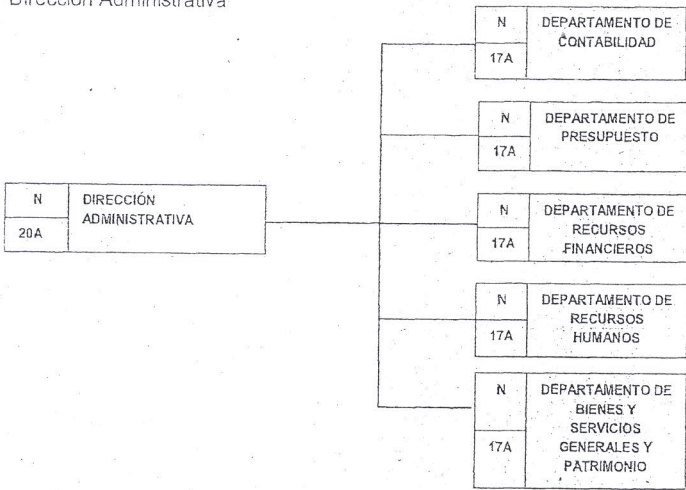 Dirección Administrativa
N
DEPARTAMENTO DE
CONTABILIDAD
17A
N
DEPARTAMENTO DE
PRESUPUESTO
17A
N
DIRECCIÓN
ADMINISTRATIVA
20A
N
DEPARTAMENTO DE
RECURSOS
FINANCIEROS
17A
N
DEPARTAMENTO DE
RECURSOS
HUMANOS
17A
N
DEPARTAMENTO DE
BIENES Y
SERVICIOS
GENERALES Y
PATRIMONIO
17A